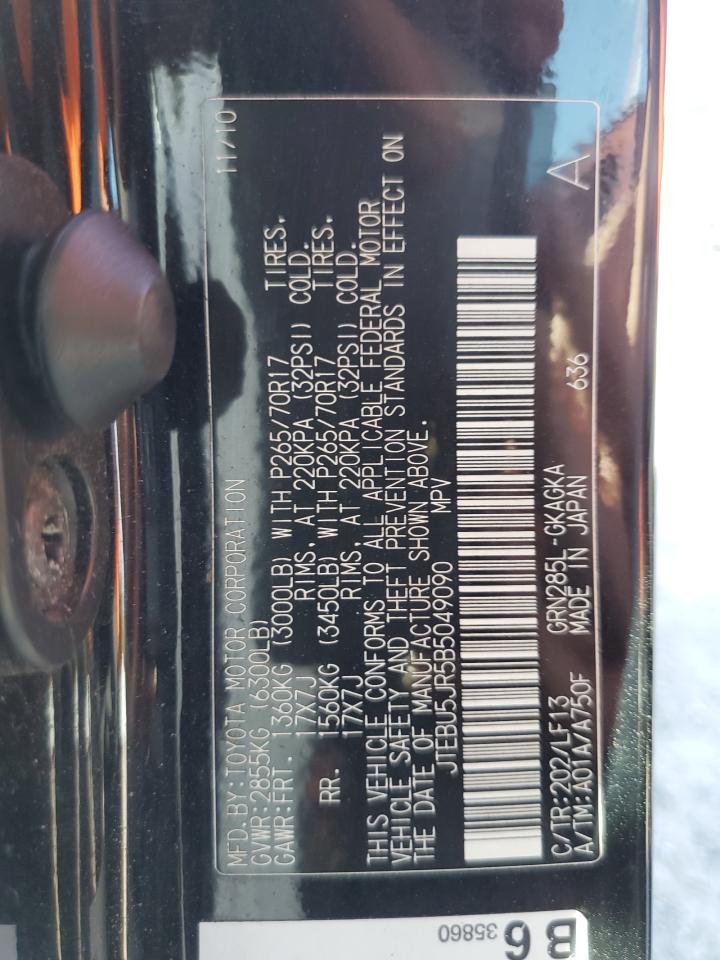 MFD. BY: TOYOTA MOTOR CORPORATION 11/10
GVWR: 2855KG (6300LB)
GAWR: FRT. 1360KG (3000LB) WITH P265/70R17 TIRES.
17X7J RIMS, AT 220KPA (32PSI) COLD.
RR. 1560KG (3450LB) WITH P265/70R17 TIRES.
17X7J RIMS, AT 220KPA (32PSI) COLD.
THIS VEHICLE CONFORMS TO ALL APPLICABLE FEDERAL MOTOR
VEHICLE SAFETY AND THEFT PREVENTION STANDARDS IN EFFECT ON
THE DATE OF MANUFACTURE SHOWN ABOVE.
JTEBU5JR5B5049090 MPV
C/TR: 202/LF13 GRN285L-GKAGKA
A/TM: A01A/A750F MADE IN JAPAN 636 A
35860
B6